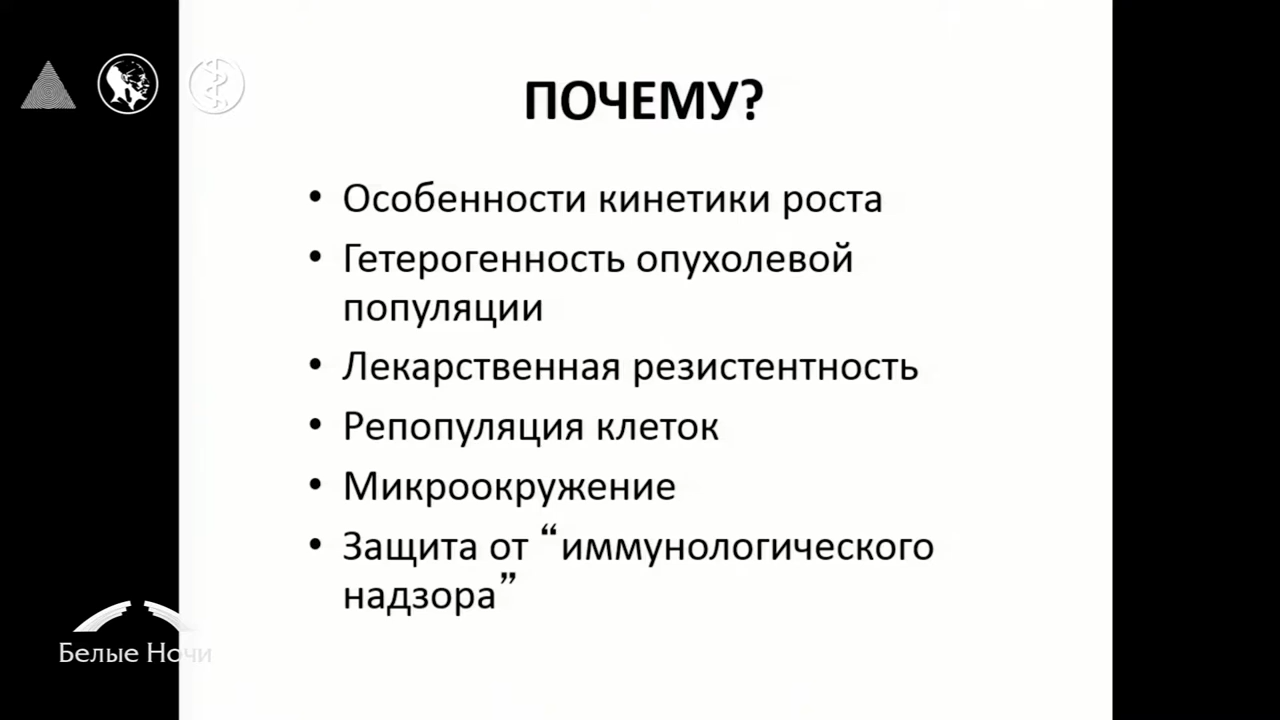 ПОЧЕМУ?
• Особенности кинетики роста
• Гетерогенность опухолевой
популяции
• Лекарственная резистентность
• Репопуляция клеток
• Микроокружение
• Защита от “иммунологического
надзора”
Белые Ночи